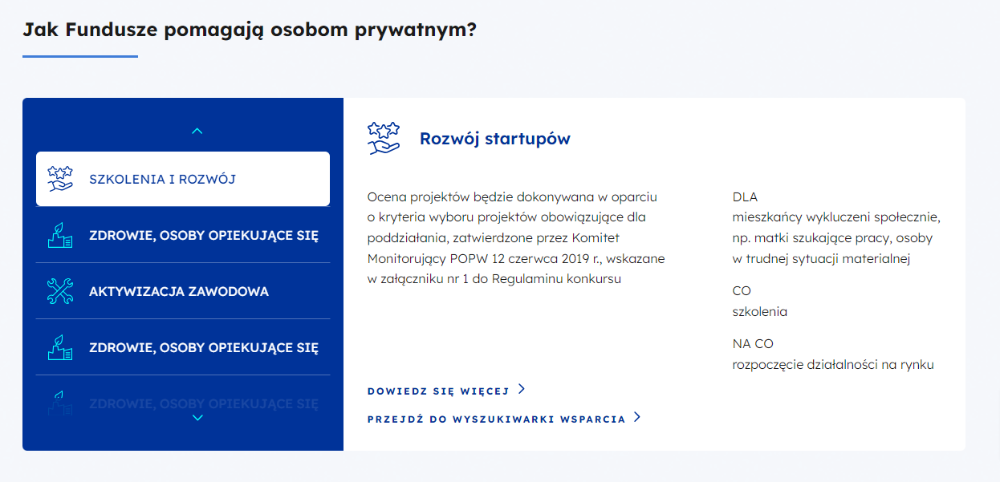 Jak Fundusze pomagają osobom prywatnym?
SZKOLENIA I ROZWÓJ
ZDROWIE, OSOBY OPIEKUJĄCE SIĘ
AKTYWIZACJA ZAWODOWA
ZDROWIE, OSOBY OPIEKUJĄCE SIĘ
ZDROWIE, OSOBY OPIEKUJĄCE SIĘ
Rozwój startupów
Ocena projektów będzie dokonywana w oparciu
o kryteria wyboru projektów obowiązujące dla
poddziałania, zatwierdzone przez Komitet
Monitorujący POPW 12 czerwca 2019 r., wskazane
w załączniku nr 1 do Regulaminu konkursu
DOWIEDZ SIĘ WIĘCEJ
PRZEJDŹ DO WYSZUKIWARKI WSPARCIA
DLA
mieszkańcy wykluczeni społecznie,
np. matki szukające pracy, osoby
w trudnej sytuacji materialnej
CO
szkolenia
NA CO
rozpoczęcie działalności na rynku